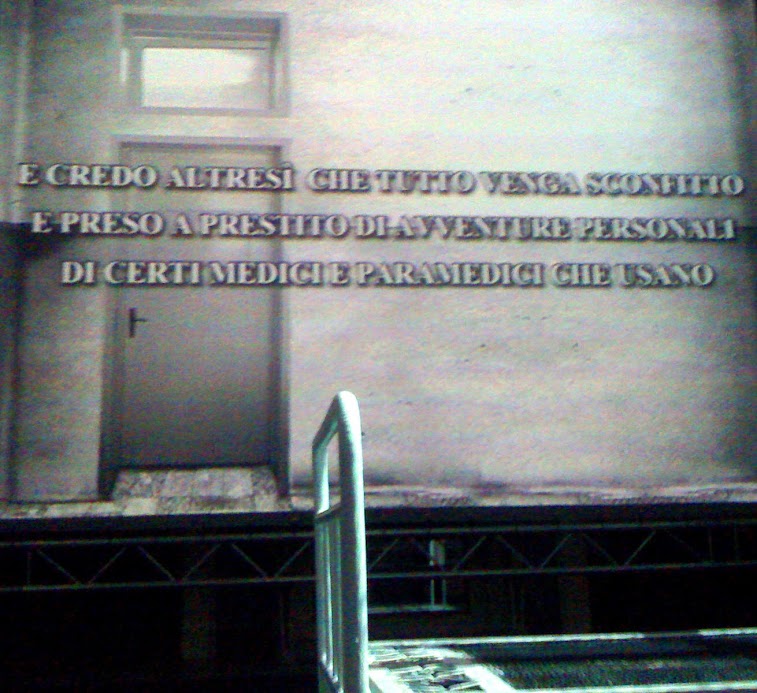 E CREDO ALTRESÌ CHE TUTTO VENGA SCONFITTO
E PRESO A PRESTITO DI AVVENTURE PERSONALI
DI CERTI MEDICI E PARAMEDICI CHE USANO